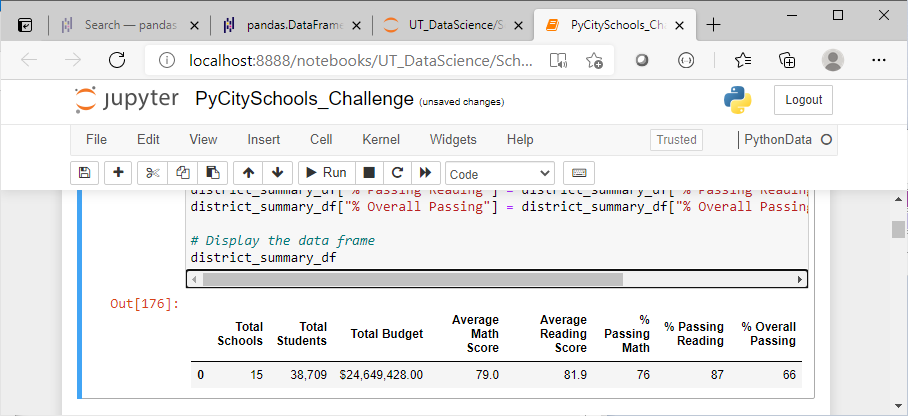 Search — pandas
pandas.DataFrame
UT_DataScience/S
PyCitySchools_Cha
localhost:8888/notebooks/UT_DataScience/Sch...
jupyter PyCitySchools_Challenge (unsaved changes)
Logout
File Edit View Insert Cell Kernel Widgets Help Trusted PythonData
Run Code
district_summary_df["% Passing Reading"] = district_summary_df["% Passing Reading
district_summary_df["% Overall Passing"] = district_summary_df["% Overall Passing
# Display the data frame
district_summary_df
Out[176]:
Total Schools Total Students Total Budget Average Math Score Average Reading Score % Passing Math % Passing Reading % Overall Passing
0 15 38,709 $24,649,428.00 79.0 81.9 76 87 66